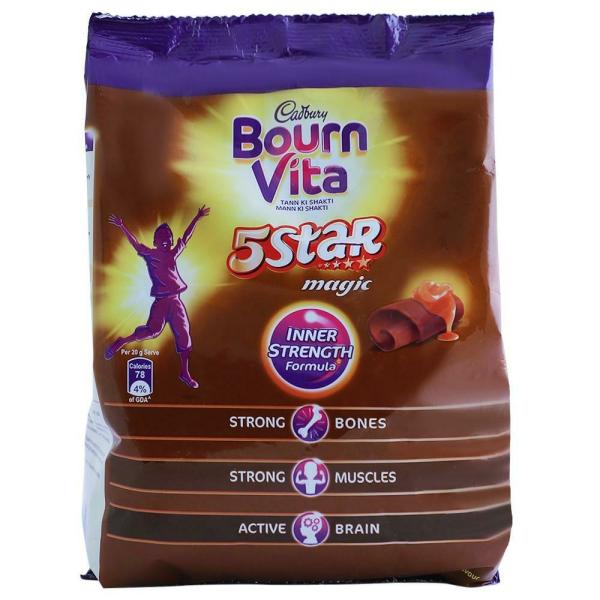 Cadbury
Bourn
Vita
TANN KI SHAKTI
MANN KI SHAKTI
5Star
magic
INNER
STRENGTH
Formula
Per 20 g Serve
Calories
78
4%
of GDA^
STRONG BONES
STRONG MUSCLES
ACTIVE BRAIN